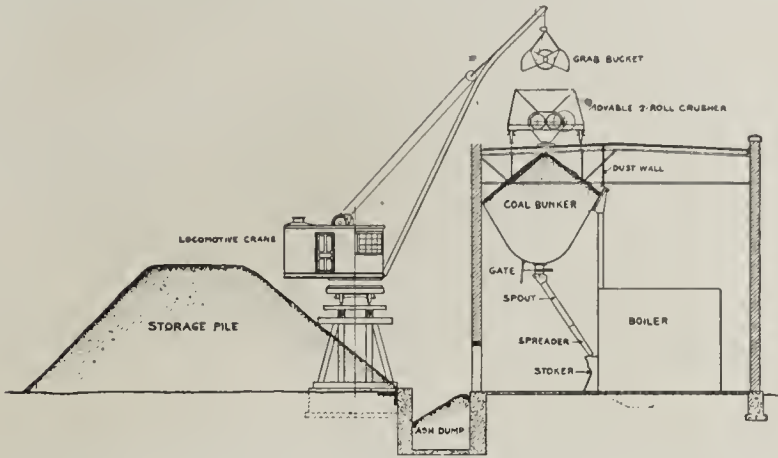 GRAB BUCKET
MOVABLE 2-ROLL CRUSHER
DUST WALL
COAL BUNKER
LOCOMOTIVE CRANE
GATE
SPOUT
STORAGE PILE
BOILER
SPREADER
STOKER
ASH DUMP